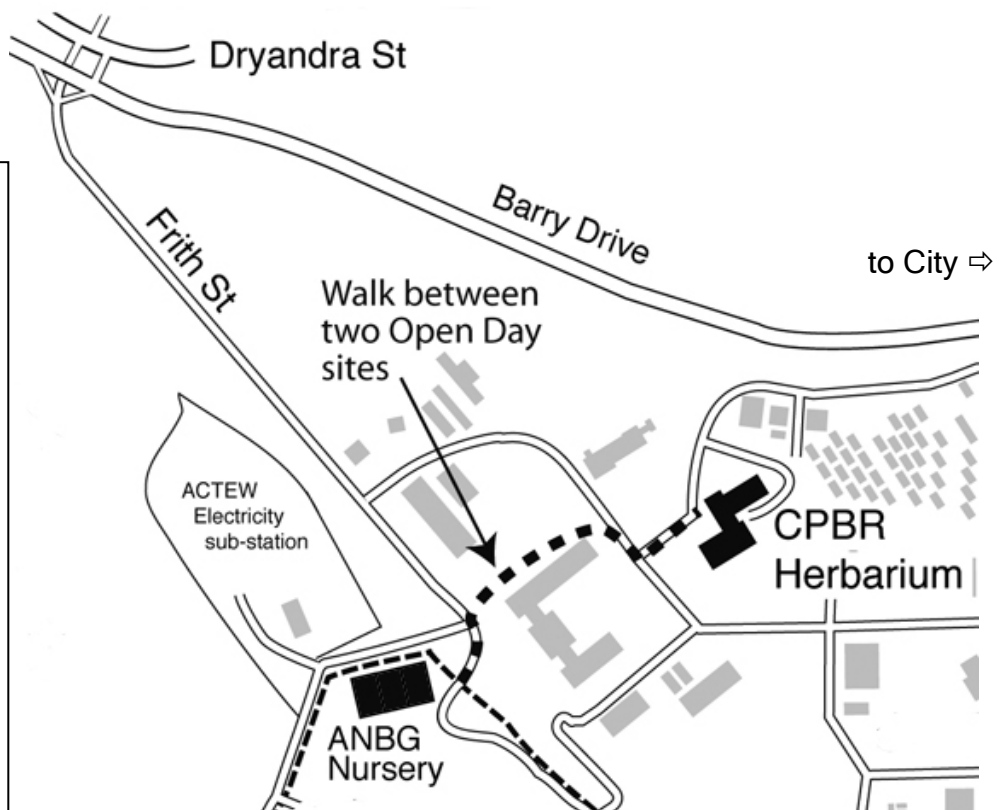 Dryandra St
Barry Drive
to City ⇨
Frith St
Walk between
two Open Day
sites
ACTEW
Electricity
sub-station
CPBR
Herbarium
ANBG
Nursery